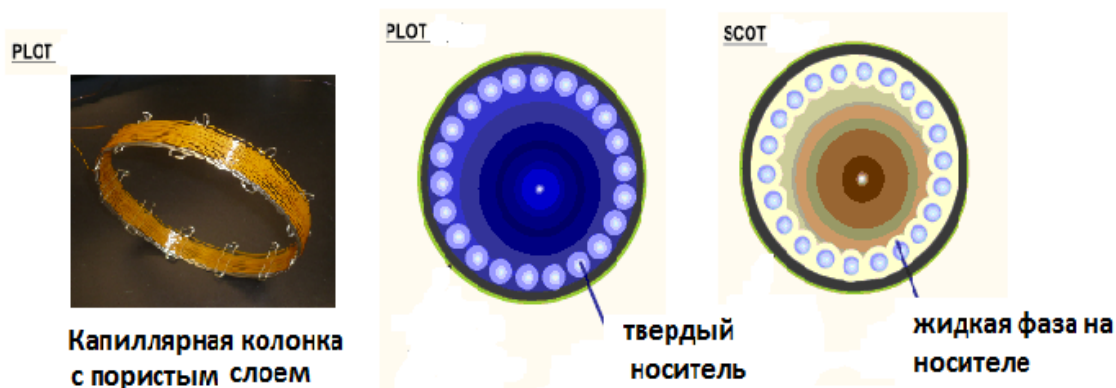 PLOT
PLOT
SCOT
Капиллярная колонка
с пористым слоем
твердый
носитель
жидкая фаза на
носителе